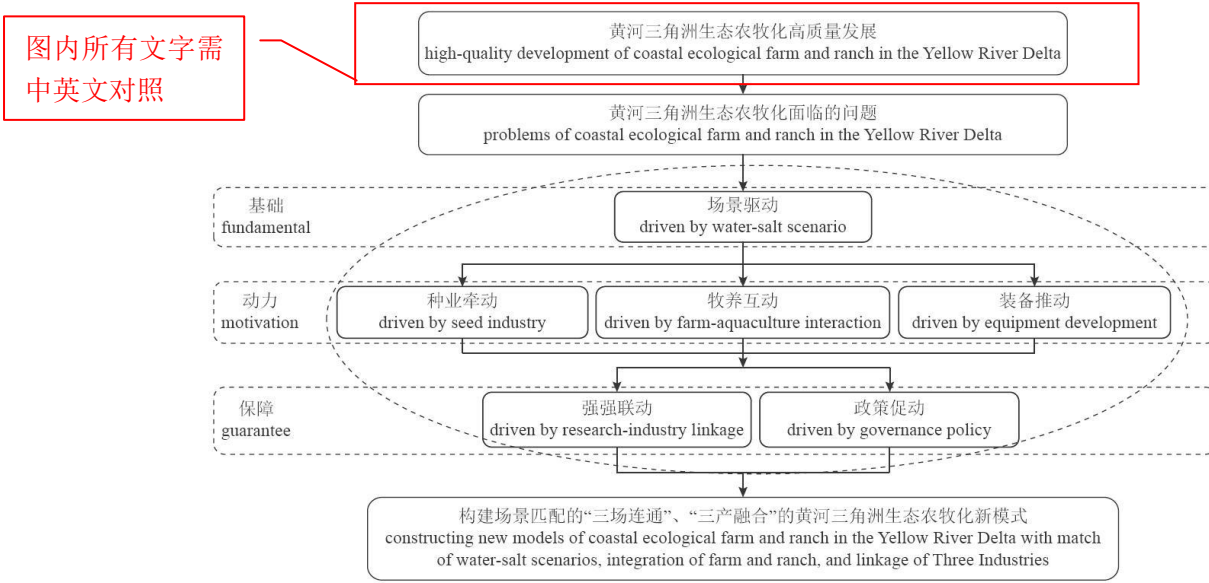 图内所有文字需
中英文对照
黄河三角洲生态农牧化高质量发展
high-quality development of coastal ecological farm and ranch in the Yellow River Delta
黄河三角洲生态农牧化面临的问题
problems of coastal ecological farm and ranch in the Yellow River Delta
基础
fundamental
场景驱动
driven by water-salt scenario
动力
motivation
种业牵动
driven by seed industry
牧养互动
driven by farm-aquaculture interaction
装备推动
driven by equipment development
保障
guarantee
强强联动
driven by research-industry linkage
政策促动
driven by governance policy
构建场景匹配的“三场连通”、“三产融合”的黄河三角洲生态农牧化新模式
constructing new models of coastal ecological farm and ranch in the Yellow River Delta with match
of water-salt scenarios, integration of farm and ranch, and linkage of Three Industries